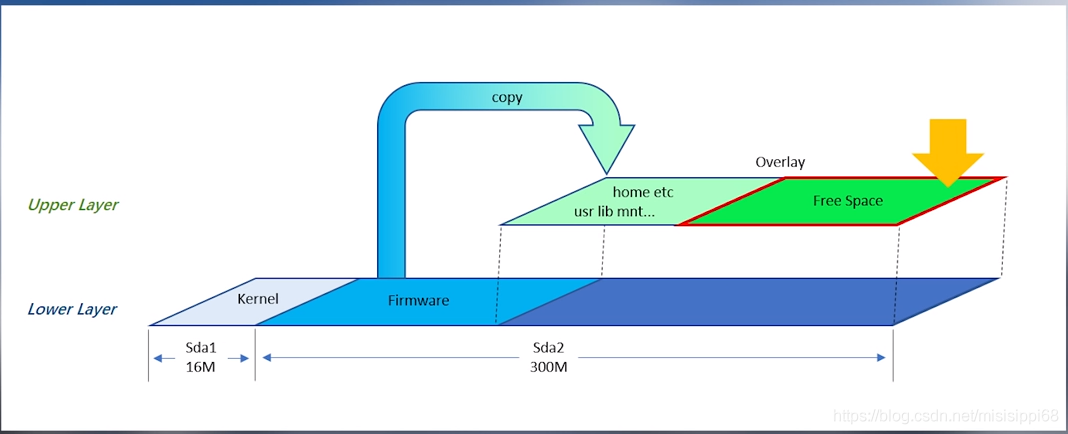 copy
Overlay
Upper Layer
home etc
usr lib mnt...
Free Space
Lower Layer
Kernel
Firmware
Sda1
16M
Sda2
300M
https://blog.csdn.net/misisippi68